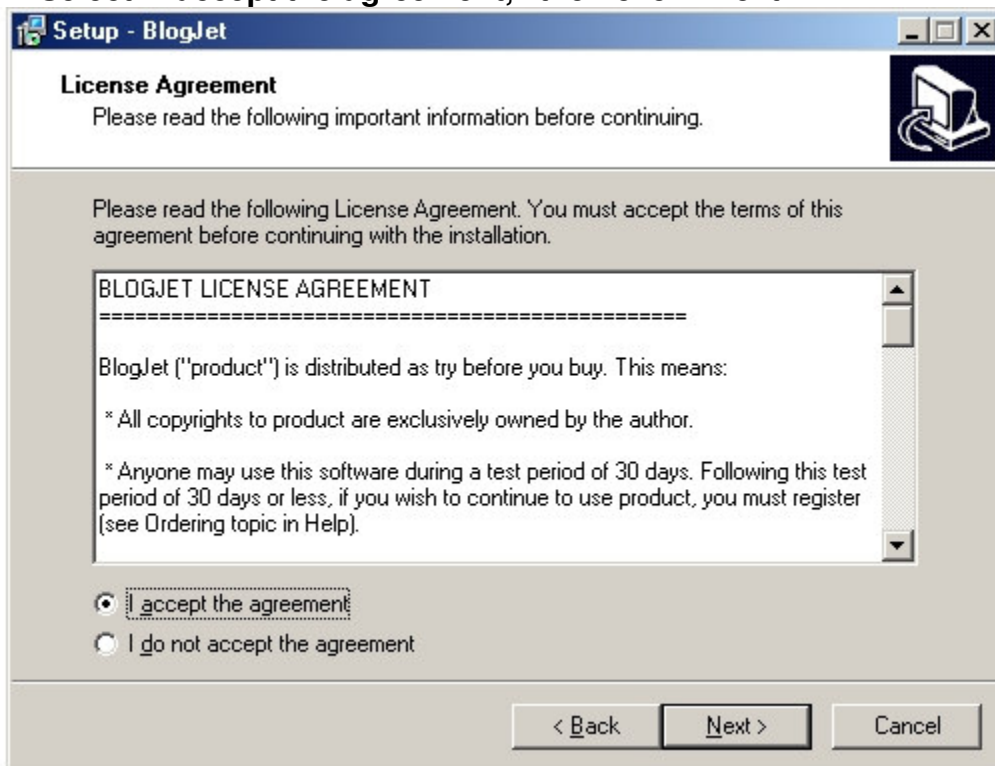 Setup - BlogJet
License Agreement
Please read the following important information before continuing.
Please read the following License Agreement. You must accept the terms of this
agreement before continuing with the installation.
BLOGJET LICENSE AGREEMENT
=================================================
BlogJet ("product") is distributed as try before you buy. This means:
* All copyrights to product are exclusively owned by the author.
* Anyone may use this software during a test period of 30 days. Following this test
period of 30 days or less, if you wish to continue to use product, you must register
(see Ordering topic in Help).
I accept the agreement
I do not accept the agreement
< Back Next > Cancel